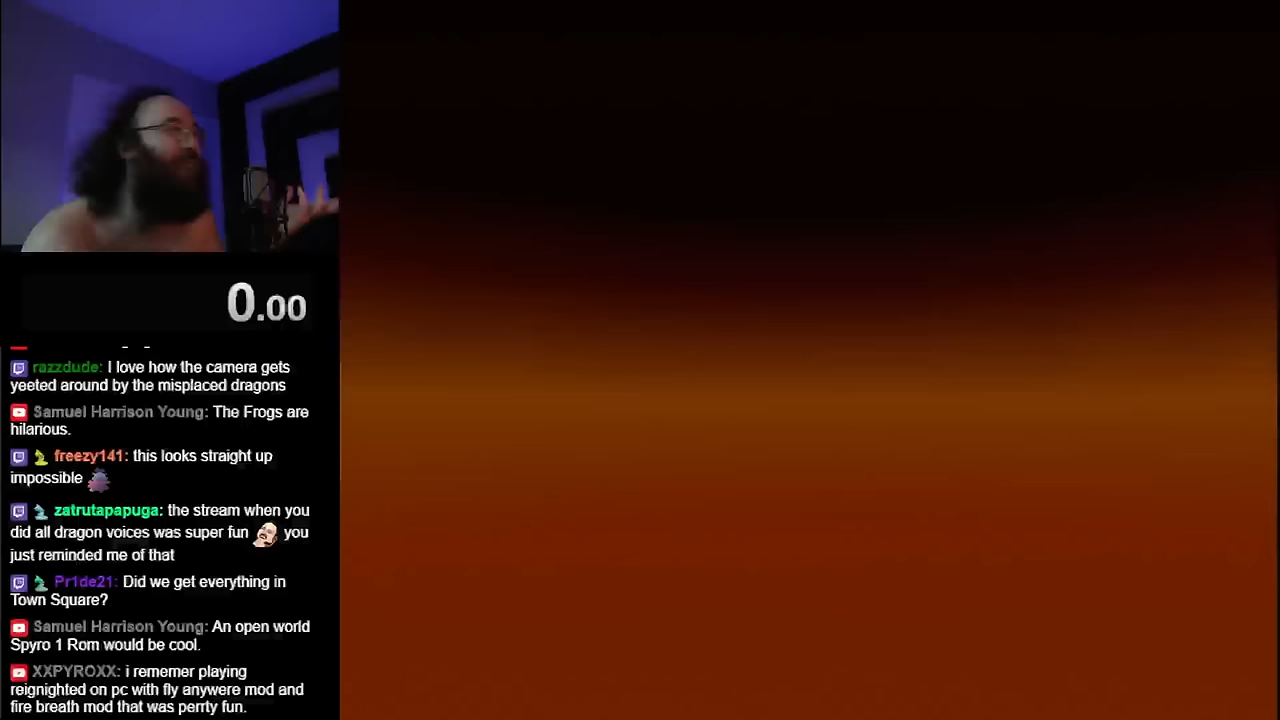 0.00
razzdude: I love how the camera gets
yeeted around by the misplaced dragons
Samuel Harrison Young: The Frogs are
hilarious.
freezy141: this looks straight up
impossible
zatrutapapuga: the stream when you
did all dragon voices was super fun you
just reminded me of that
Pr1de21: Did we get everything in
Town Square?
Samuel Harrison Young: An open world
Spyro 1 Rom would be cool.
XXPYROXX: i rememer playing
reignighted on pc with fly anywere mod and
fire breath mod that was perrty fun.